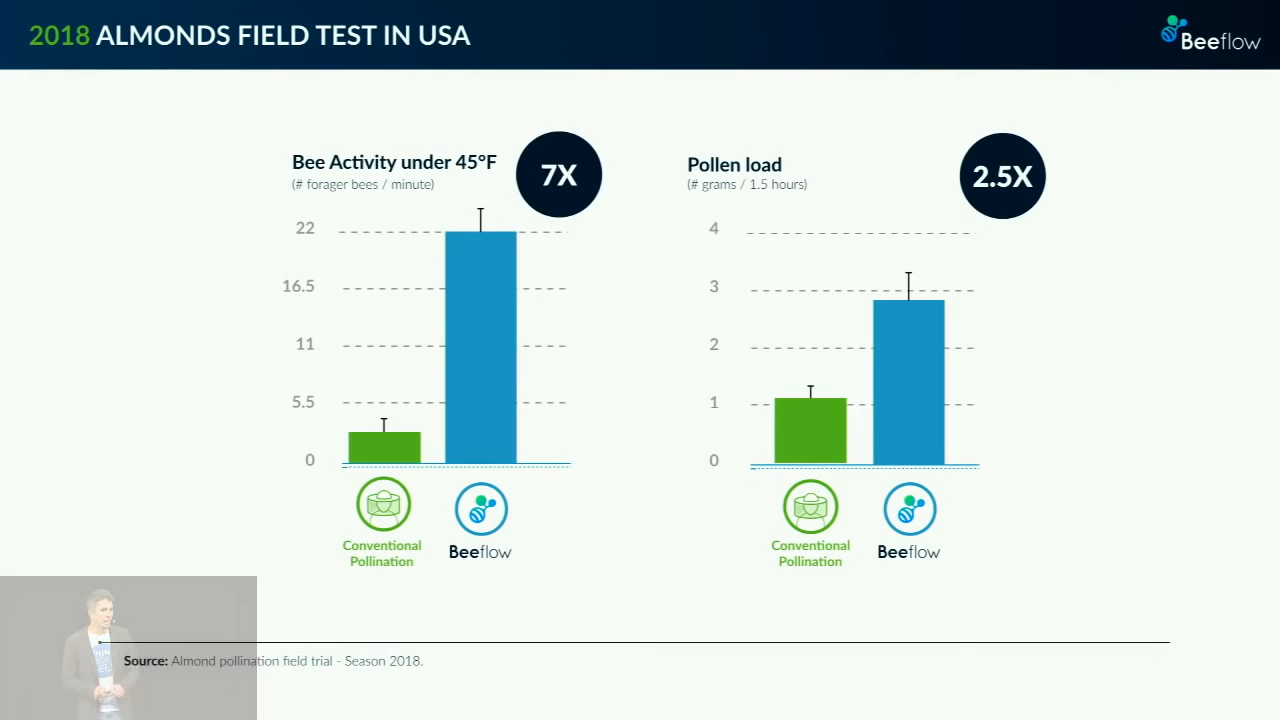 2018 ALMONDS FIELD TEST IN USA
Beeflow
Bee Activity under 45°F
(# forager bees / minute)
7X
22
16.5
11
5.5
0
Conventional
Pollination
Beeflow
Pollen load
(# grams / 1.5 hours)
2.5X
4
3
2
1
0
Conventional
Pollination
Beeflow
Source: Almond pollination field trial - Season 2018.